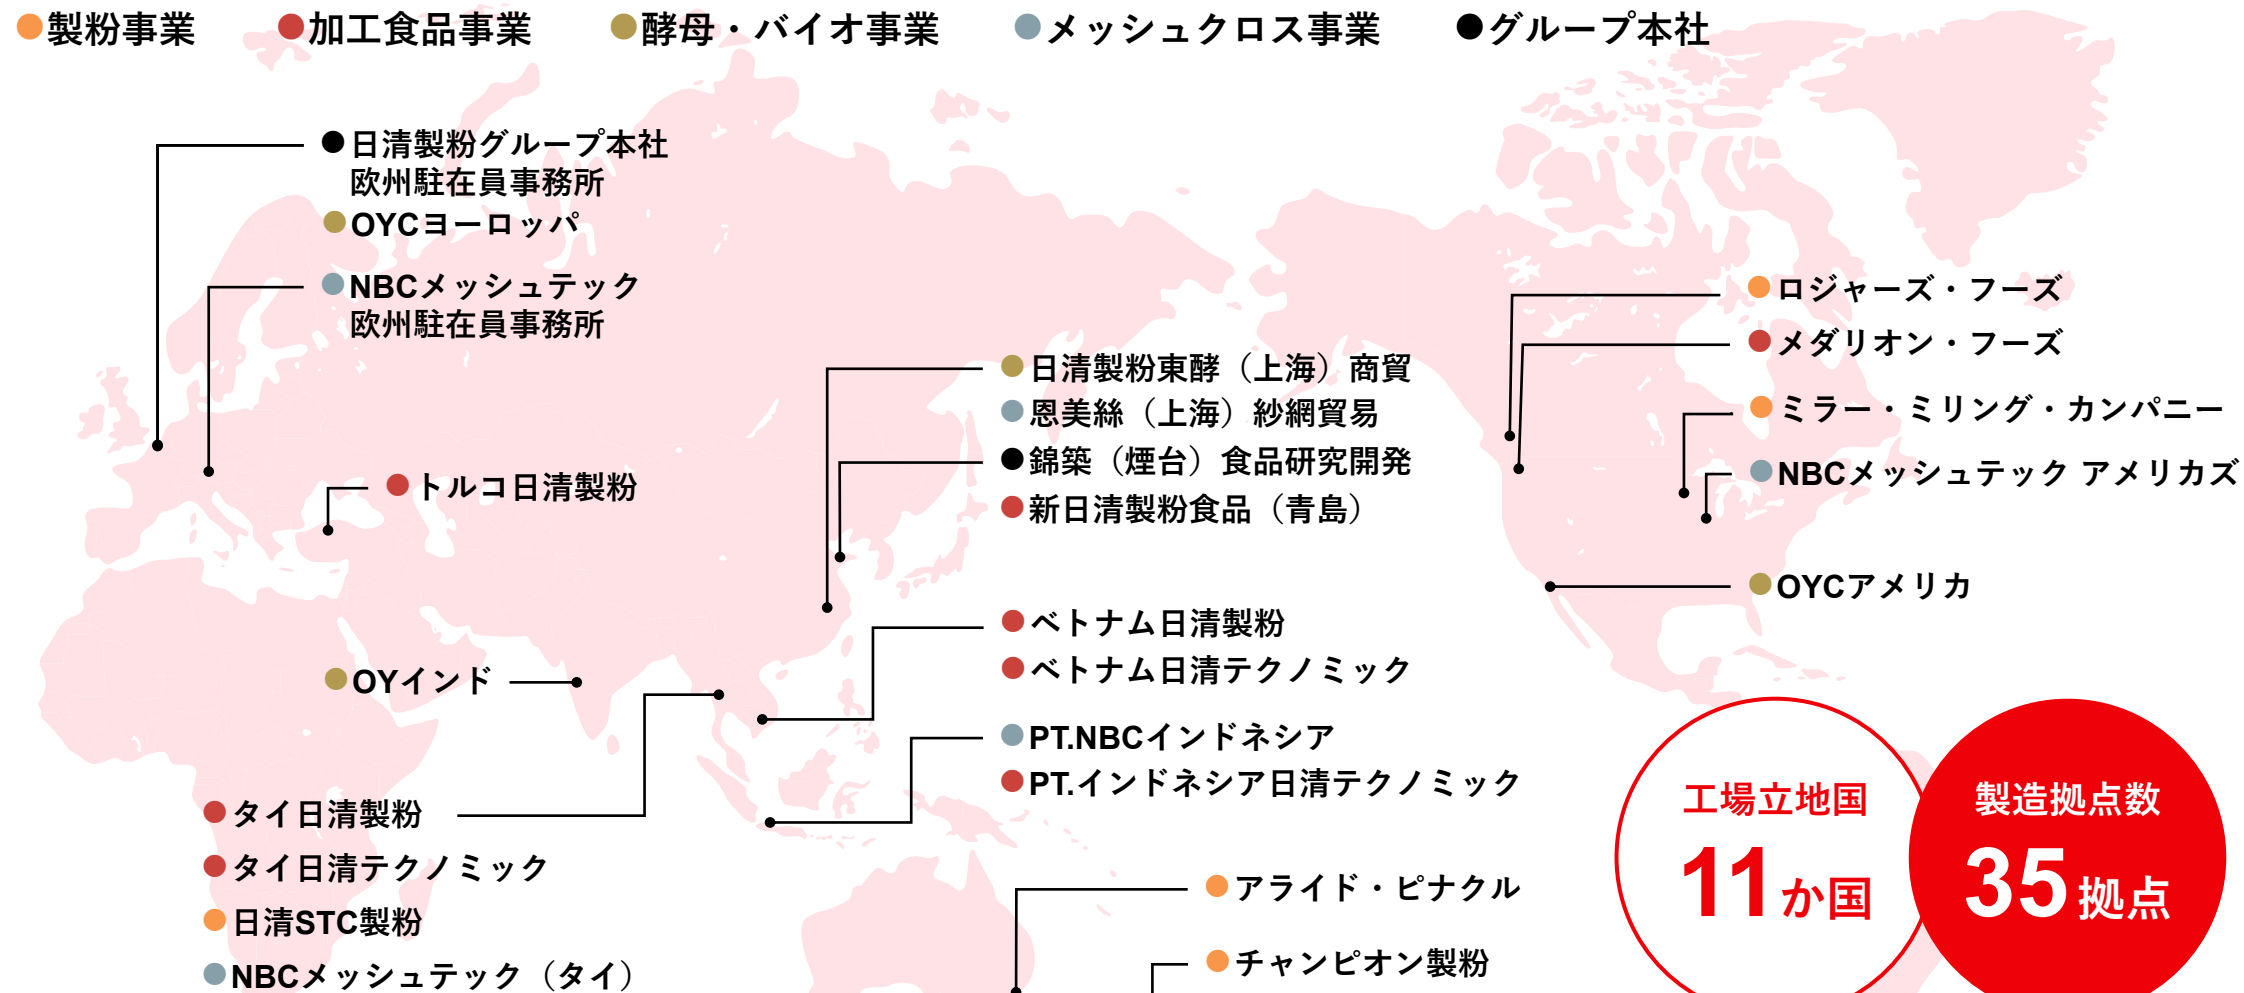 ●製粉事業 ●加工食品事業 ●酵母・バイオ事業 ●メッシュクロス事業 ●グループ本社
●日清製粉グループ本社
欧州駐在員事務所
●OYCヨーロッパ
●NBCメッシュテック
欧州駐在員事務所
●トルコ日清製粉
●OYインド
●タイ日清製粉
●タイ日清テクノミック
●日清STC製粉
●NBCメッシュテック（タイ）
●日清製粉東酵（上海）商貿
●恩美絲（上海）紗網貿易
●錦築（煙台）食品研究開発
●新日清製粉食品（青島）
●ベトナム日清製粉
●ベトナム日清テクノミック
●PT.NBCインドネシア
●PT.インドネシア日清テクノミック
●アライド・ピナクル
●チャンピオン製粉
●ロジャーズ・フーズ
●メダリオン・フーズ
●ミラー・ミリング・カンパニー
●NBCメッシュテック アメリカズ
●OYCアメリカ
工場立地国
11か国
製造拠点数
35拠点